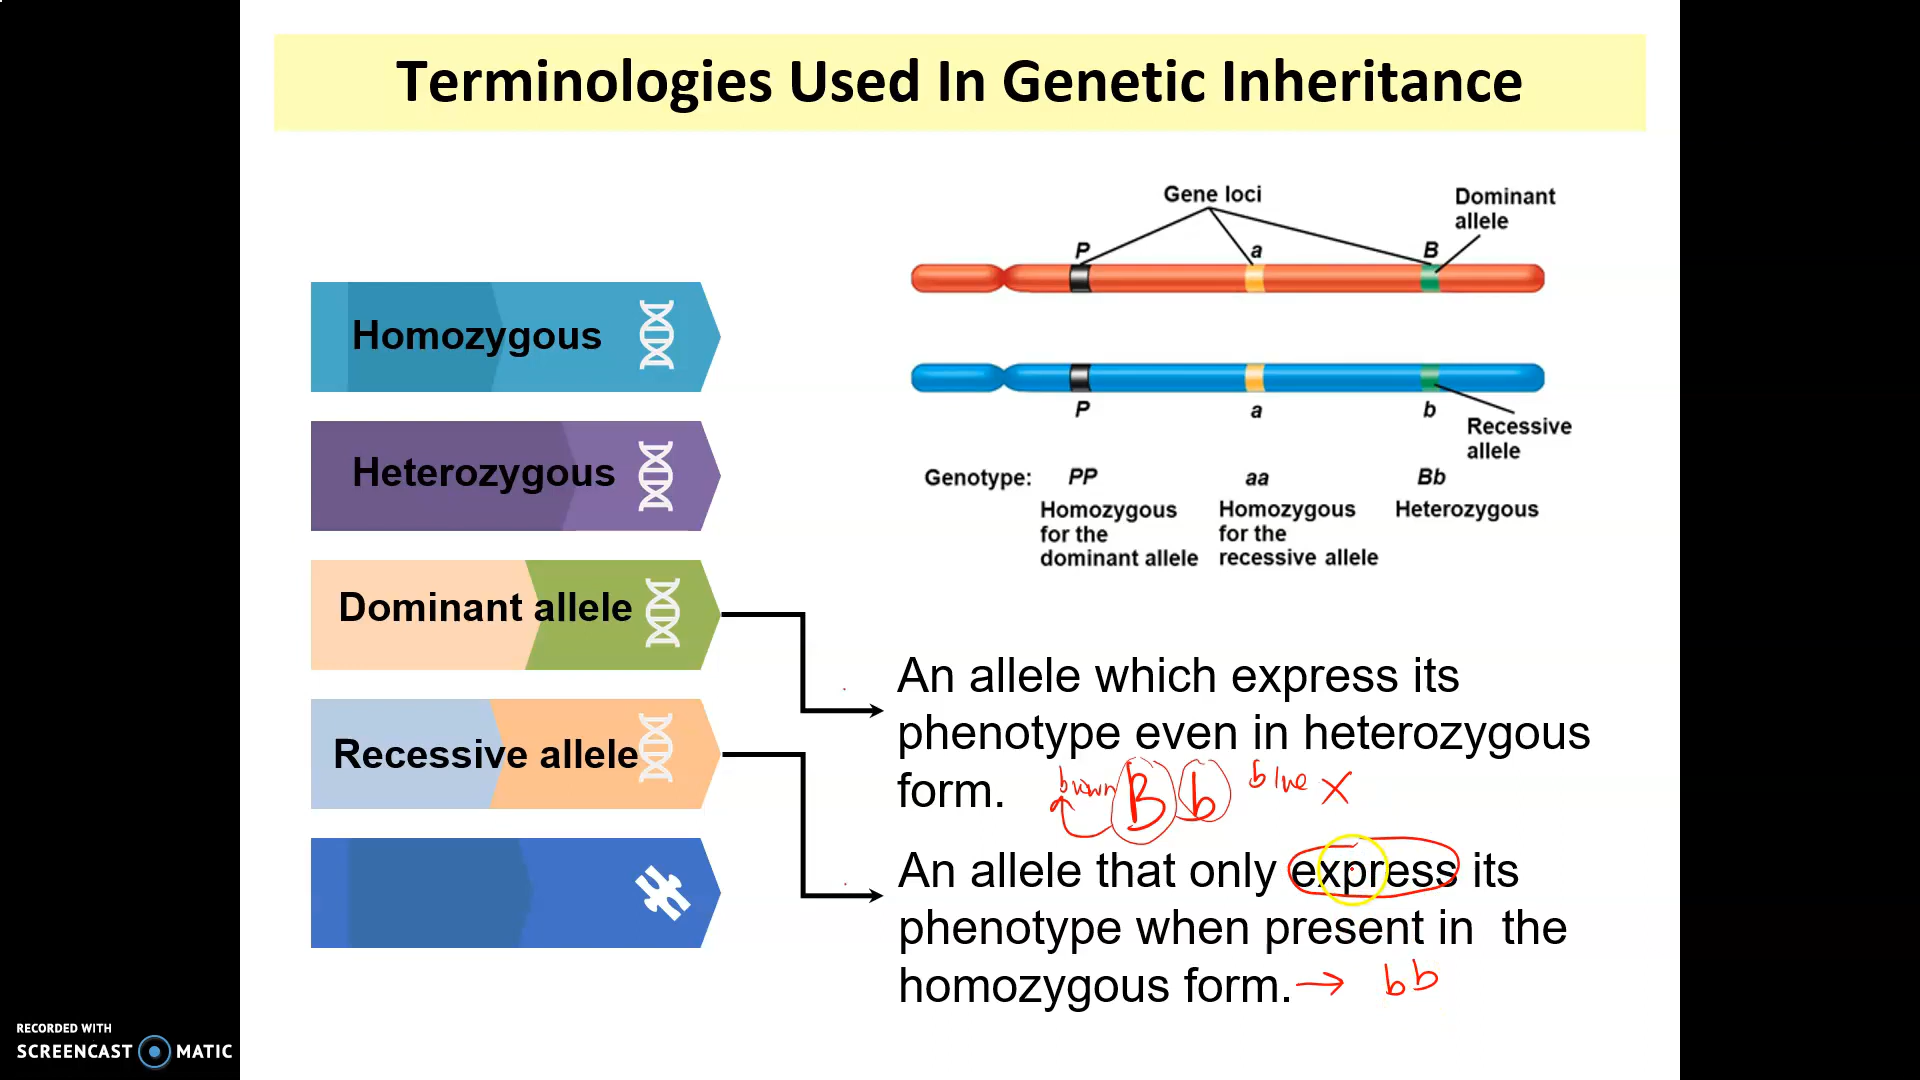 Terminologies Used In Genetic Inheritance
Gene loci
Dominant
allele
P
a
B
P
a
b
Recessive
allele
Genotype:
PP
aa
Bb
Homozygous
for the
dominant allele
Homozygous
for the
recessive allele
Heterozygous
Homozygous
Heterozygous
Dominant allele
Recessive allele
An allele which express its
phenotype even in heterozygous
form.
brown B b blue X
An allele that only express its
phenotype when present in the
homozygous form. → bb
RECORDED WITH
SCREENCAST MATIC